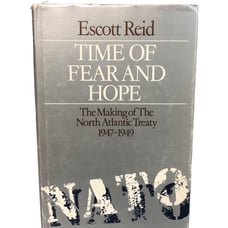 Escott Reid
TIME OF
FEAR AND
HOPE
The Making of The
North Atlantic Treaty
1947-1949
NATO